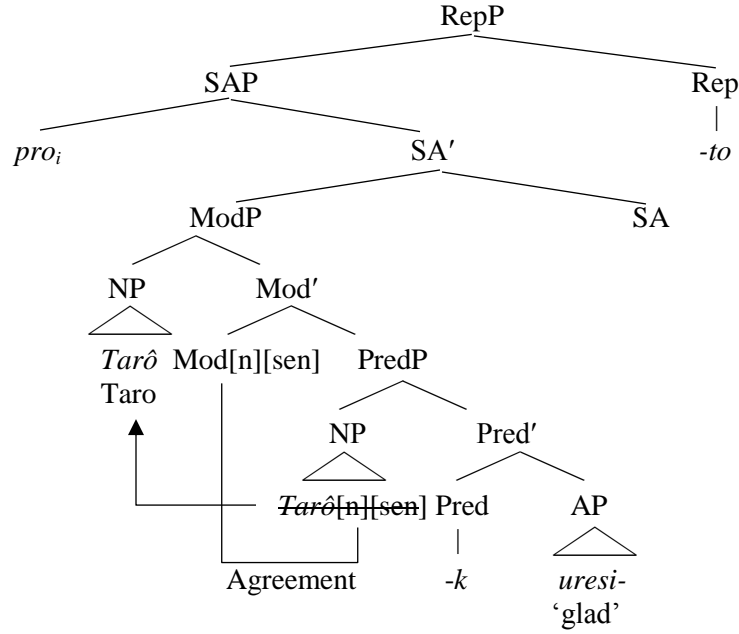 RepP
SAP Rep
proᵢ SA′ -to
ModP SA
NP Mod′
Tarô Mod[n][sen] PredP
Taro
NP Pred′
Tarô[n][sen] Pred AP
Agreement -k uresi-
‘glad’